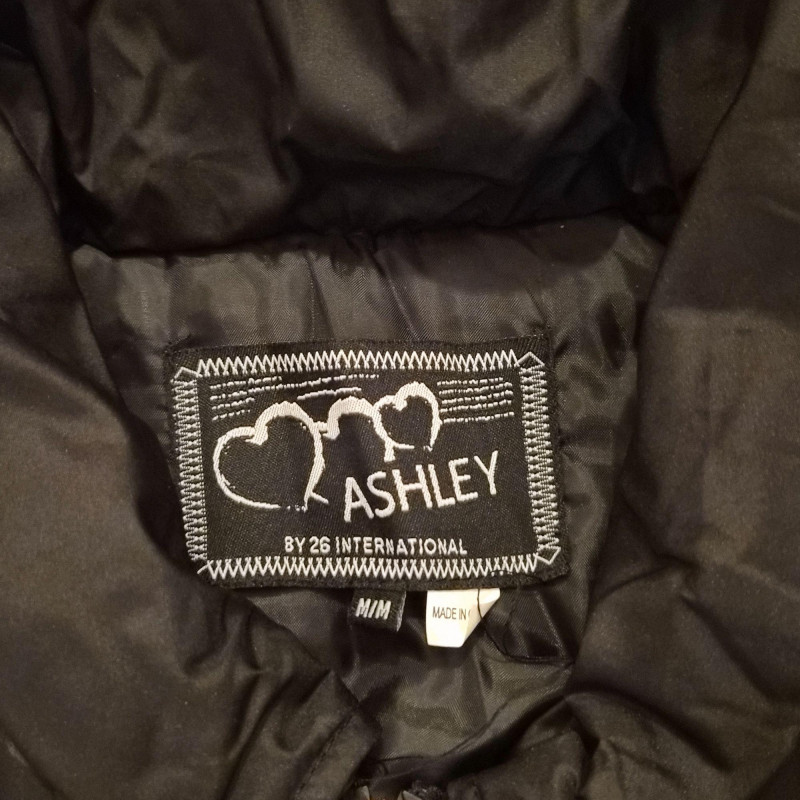 ASHLEY
BY 26 INTERNATIONAL
M/M
MADE IN